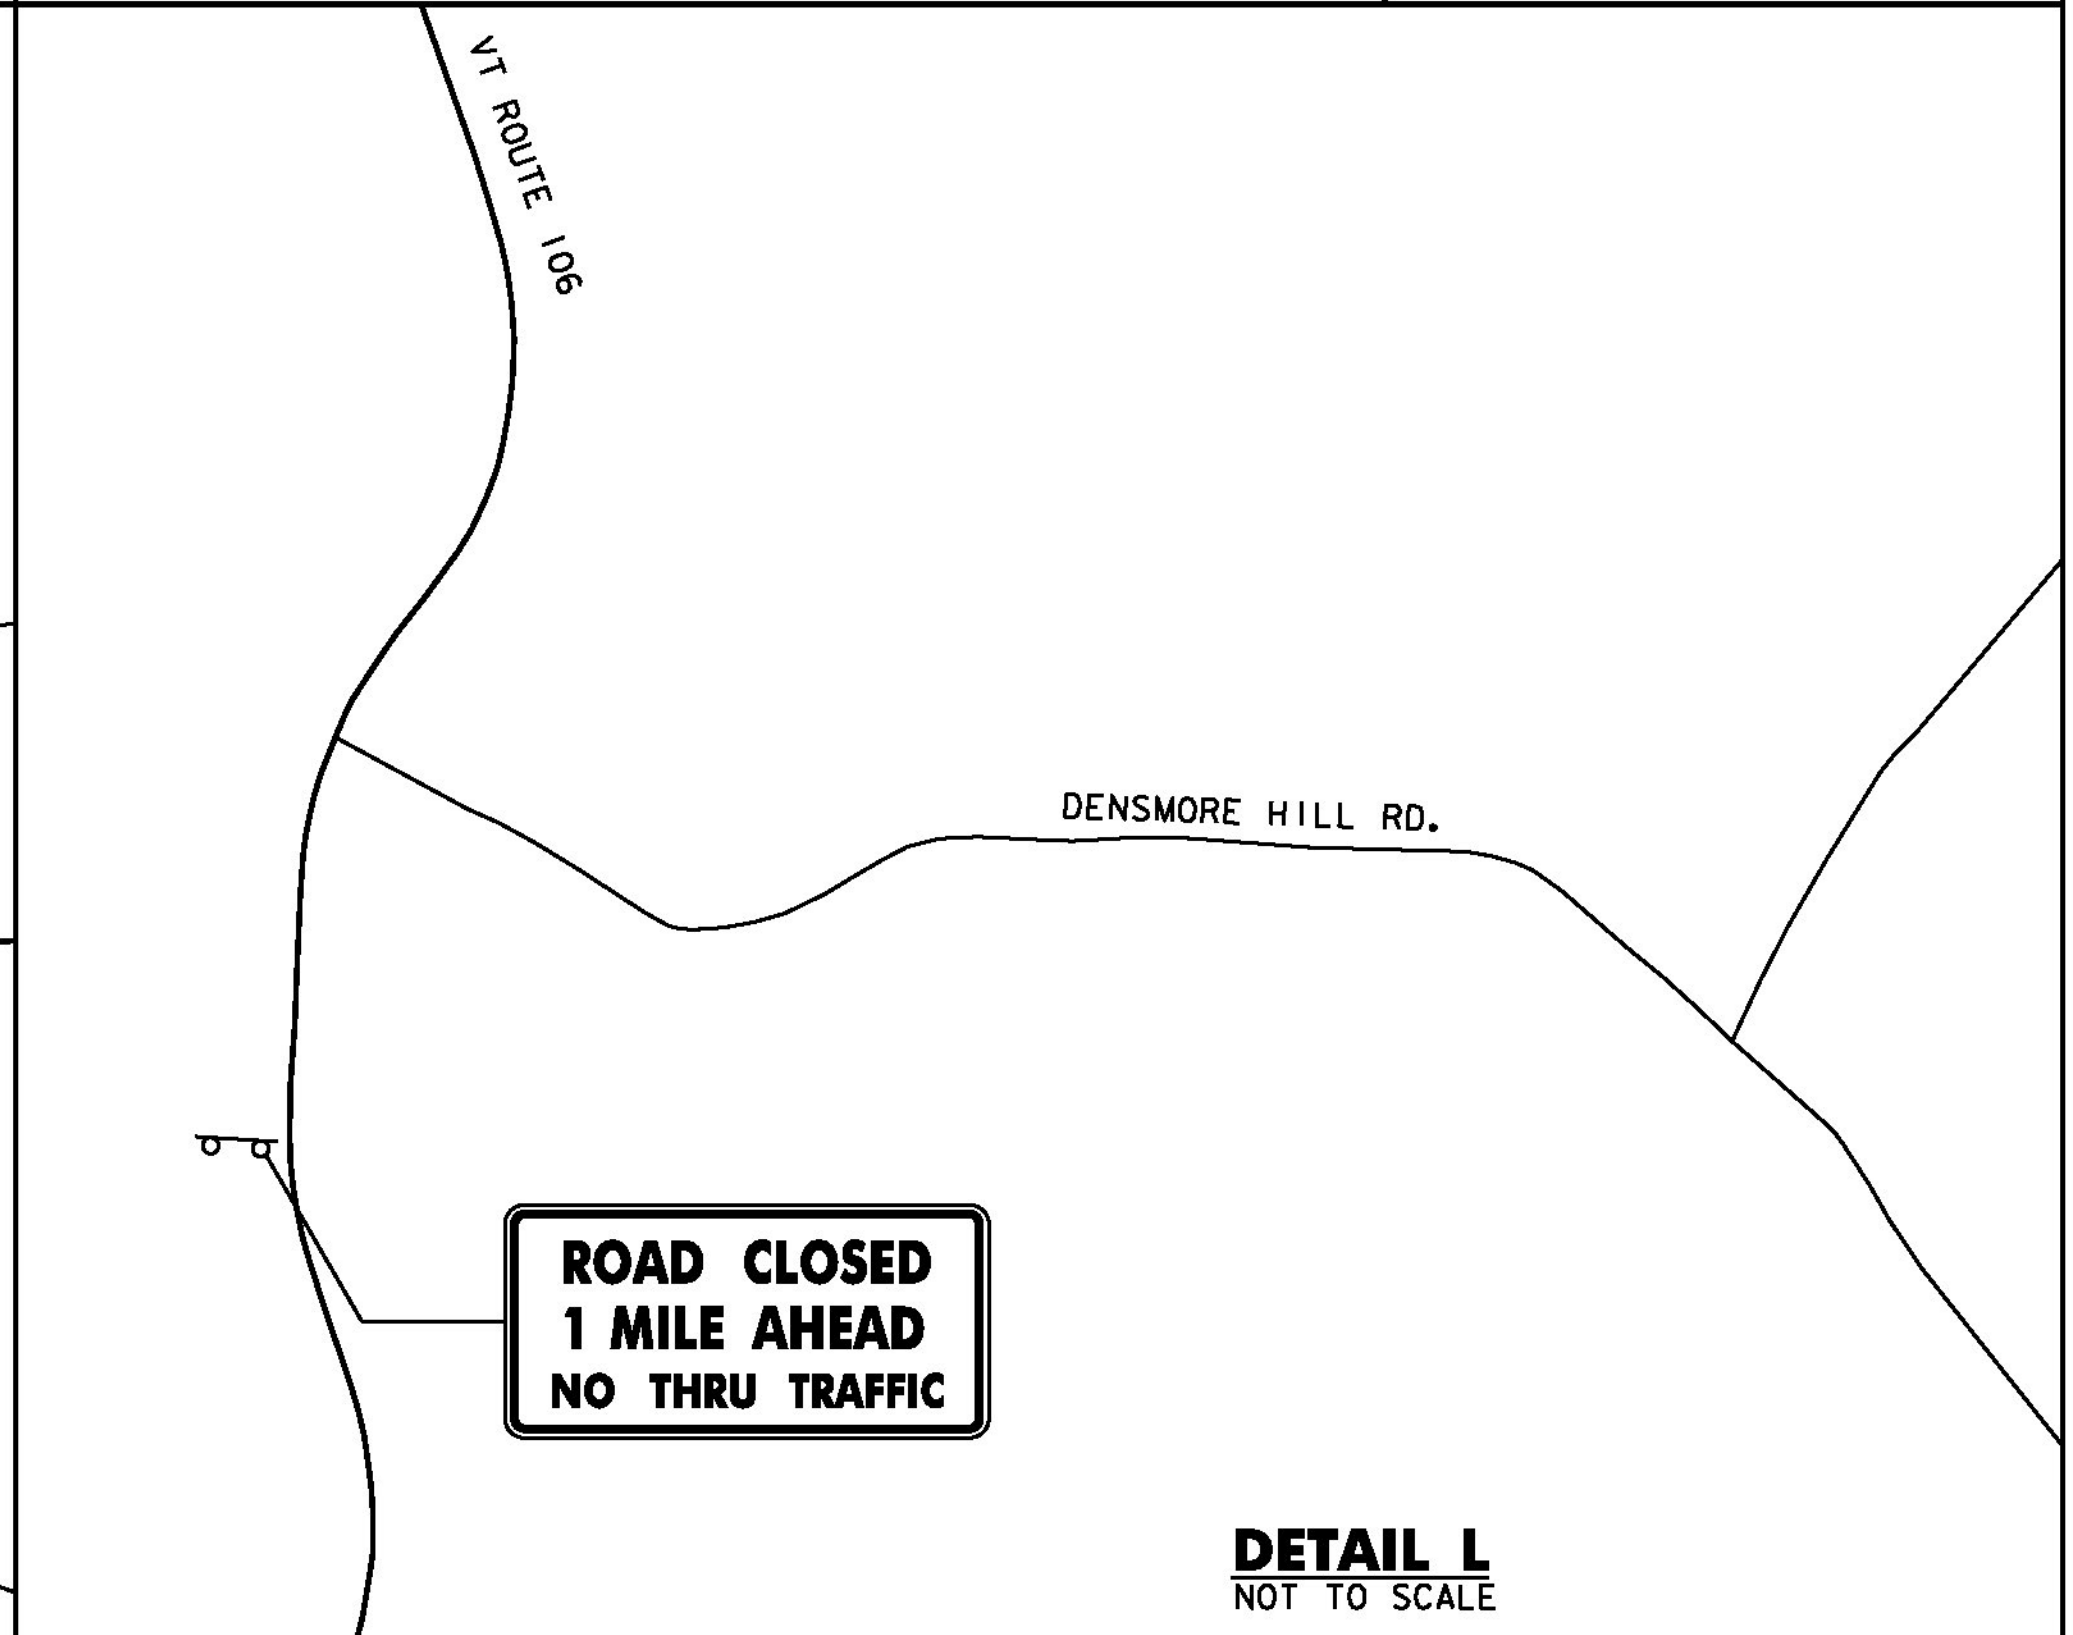 VT ROUTE 106
DENSMORE HILL RD.
ROAD CLOSED
1 MILE AHEAD
NO THRU TRAFFIC
DETAIL L
NOT TO SCALE